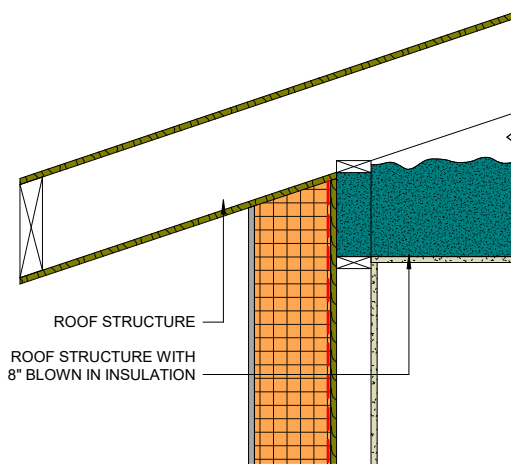 ROOF STRUCTURE
ROOF STRUCTURE WITH
8" BLOWN IN INSULATION